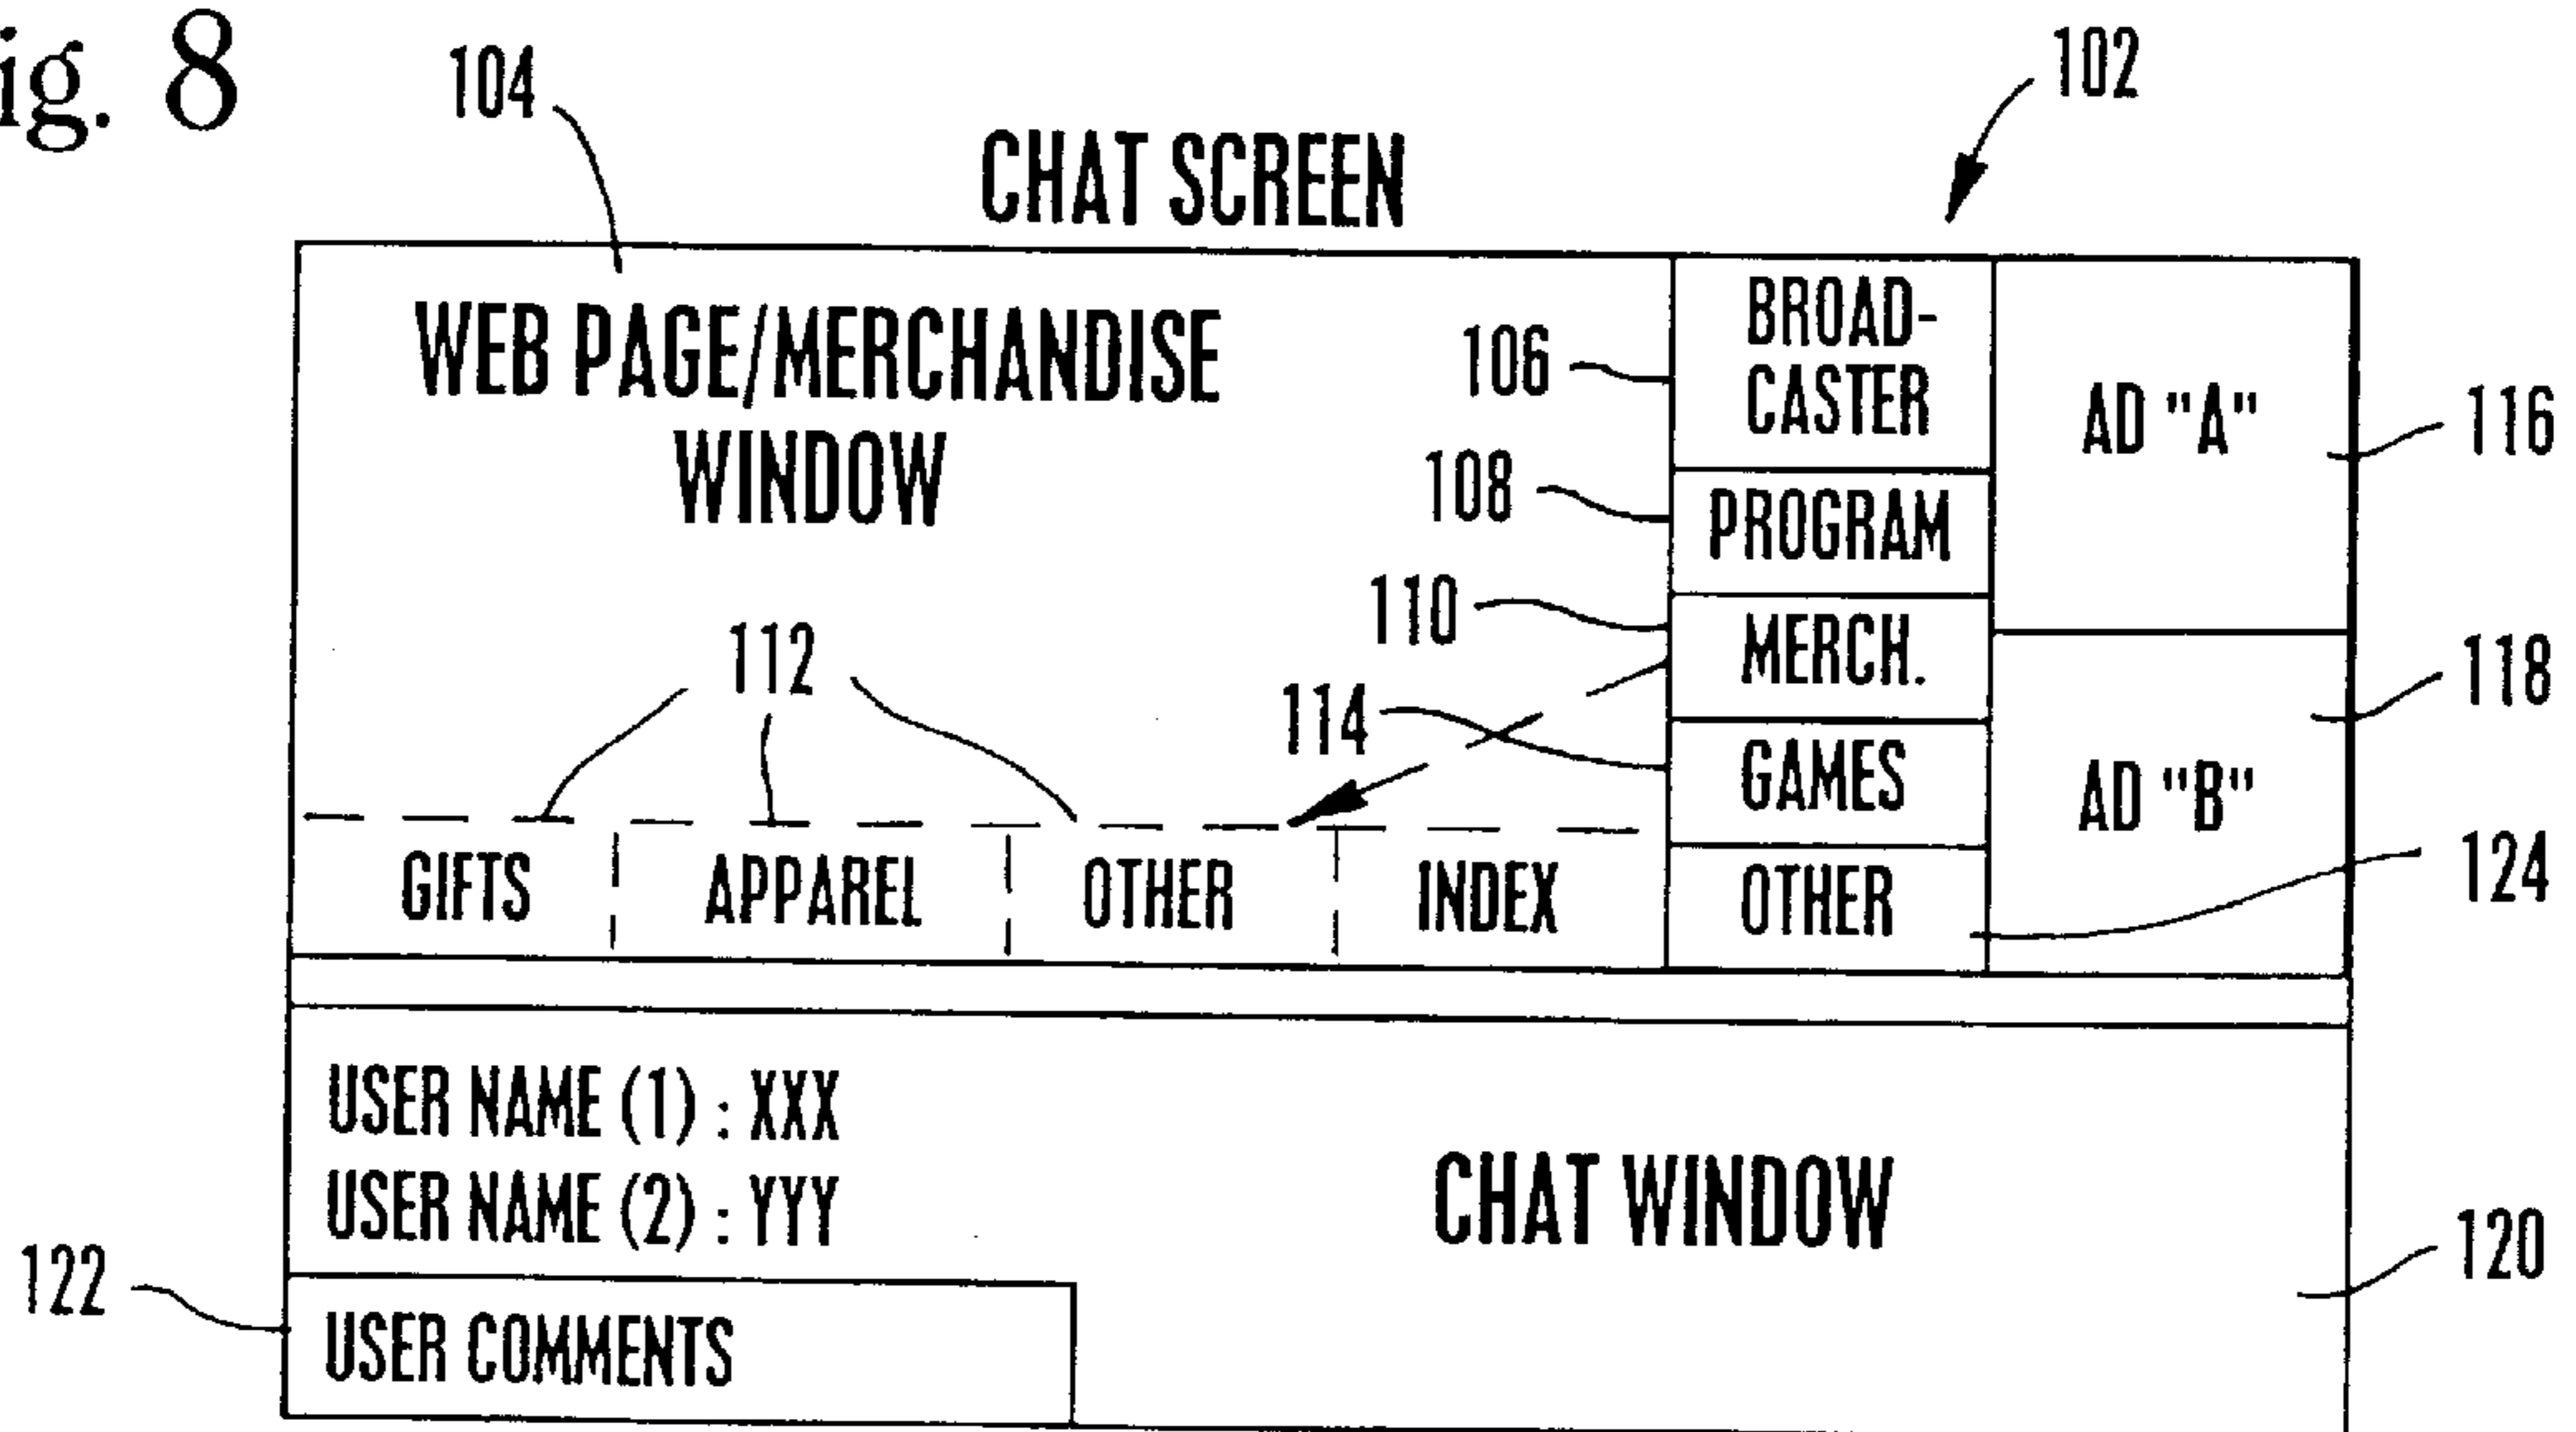 ig. 8
104
102
CHAT SCREEN
WEB PAGE/MERCHANDISE
WINDOW
106
BROAD-
CASTER
AD "A"
116
108
PROGRAM
110
MERCH.
112
114
GAMES
118
AD "B"
GIFTS
APPAREL
OTHER
INDEX
OTHER
124
USER NAME (1) : XXX
USER NAME (2) : YYY
CHAT WINDOW
120
122
USER COMMENTS